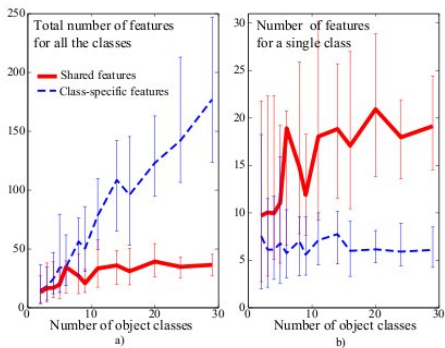 Total number of features
for all the classes
Shared features
Class-specific features
250
200
150
100
50
0
0
10
20
30
Number of object classes
a)
Number of features
for a single class
30
25
20
15
10
5
0
0
10
20
30
Number of object classes
b)